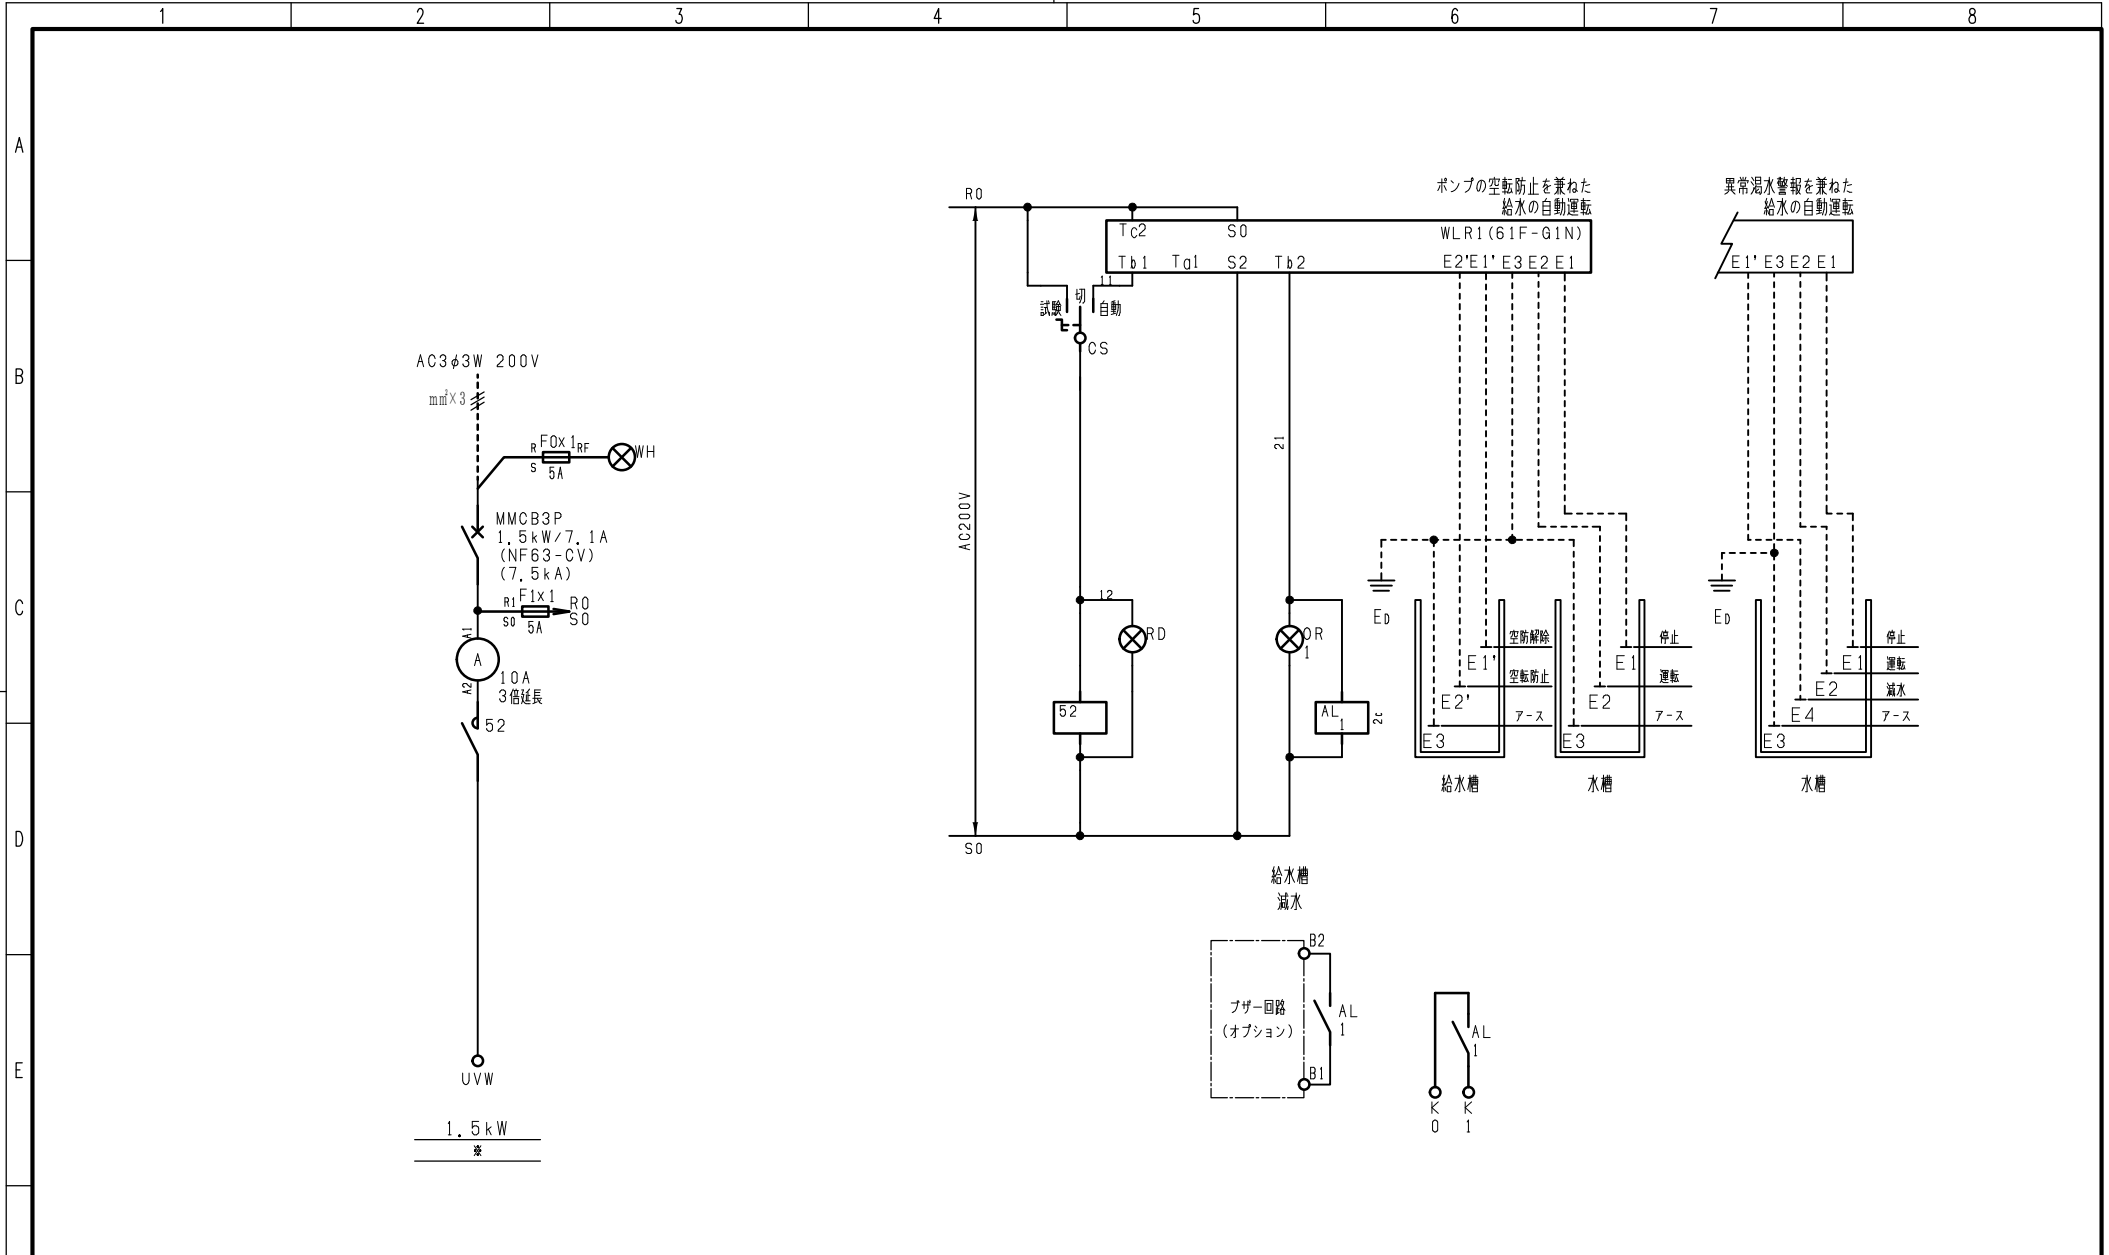 1 2 3 4 5 6 7 8
A
B
C
D
E
AC3φ3W 200V
mm²×3
R F0×1 RF
S 5A
WH
MMCB3P
1.5kW/7.1A
(NF63-CV)
(7.5kA)
R1 F1×1 R0
S0 5A S0
A1
A
A2
10A
3倍延長
52
UVW
1.5kW
※
R0
AC200V
S0
Tc2 S0
Tb1 Ta1 S2 Tb2
ポンプの空転防止を兼ねた
給水の自動運転
WLR1(61F-G1N)
E2'E1' E3 E2 E1
11
試験 切 自動
CS
21
12
RD
52
OR
1
AL
1
2c
ED
空防解除
E1'
空転防止
E2'
アース
E3
給水槽
停止
E1
運転
E2
アース
E3
水槽
異常渇水警報を兼ねた
給水の自動運転
E1' E3 E2 E1
ED
停止
E1
運転
E2
減水
E4
アース
E3
水槽
給水槽
減水
B2
ブザー回路
(オプション)
AL
1
B1
AL
1
K
0
K
1